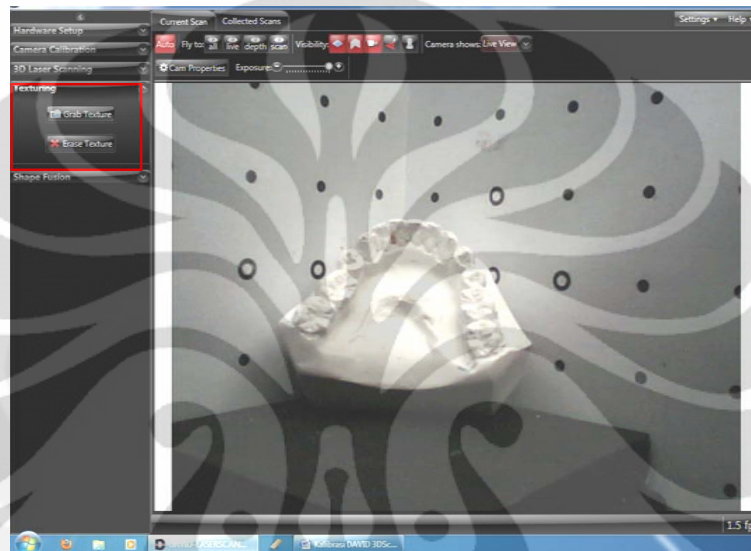 Hardware Setup
Camera Calibration
3D Laser Scanning
Texturing
Grab Texture
Erase Texture
Shape Fusion
Current Scan Collected Scans Settings Help
Auto Fly to: all live depth scan Visibility: Camera shows: Live View
Cam Properties Exposure:
1.5 fp
Kalibrasi DAVID 3DSc...